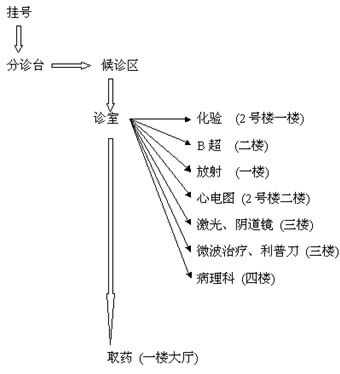 挂号
分诊台 候诊区
诊室
化验 (2号楼一楼)
B超 (二楼)
放射 (一楼)
心电图 (2号楼二楼)
激光、阴道镜 (三楼)
微波治疗、利普刀 (三楼)
病理科 (四楼)
取药 (一楼大厅)